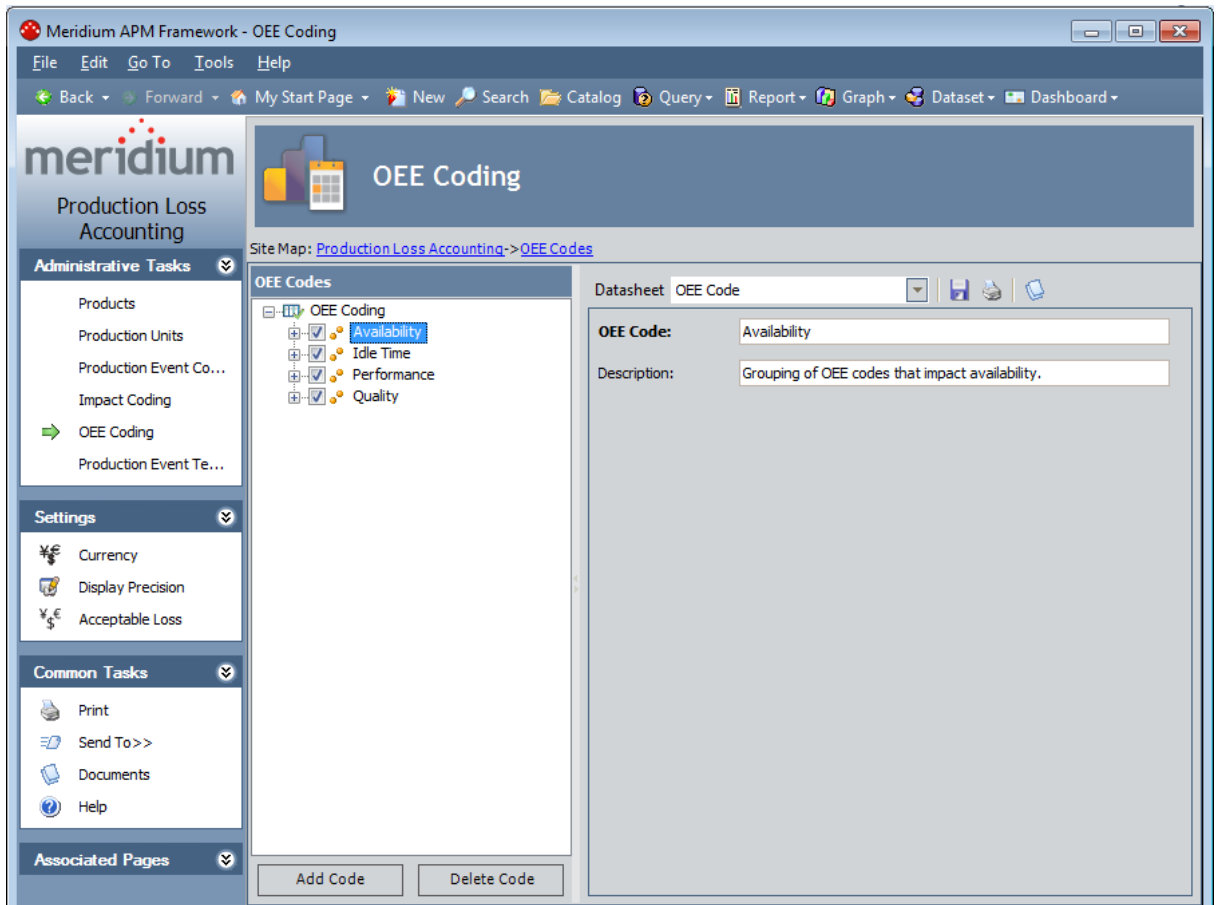 Meridium APM Framework - OEE Coding
File Edit Go To Tools Help
Back Forward My Start Page New Search Catalog Query Report Graph Dataset Dashboard
meridium
Production Loss
Accounting
OEE Coding
Site Map: Production Loss Accounting->OEE Codes
Administrative Tasks
Products
Production Units
Production Event Co...
Impact Coding
OEE Coding
Production Event Te...
Settings
Currency
Display Precision
Acceptable Loss
Common Tasks
Print
Send To>>
Documents
Help
Associated Pages
OEE Codes
OEE Coding
Availability
Idle Time
Performance
Quality
Add Code Delete Code
Datasheet OEE Code
OEE Code: Availability
Description: Grouping of OEE codes that impact availability.